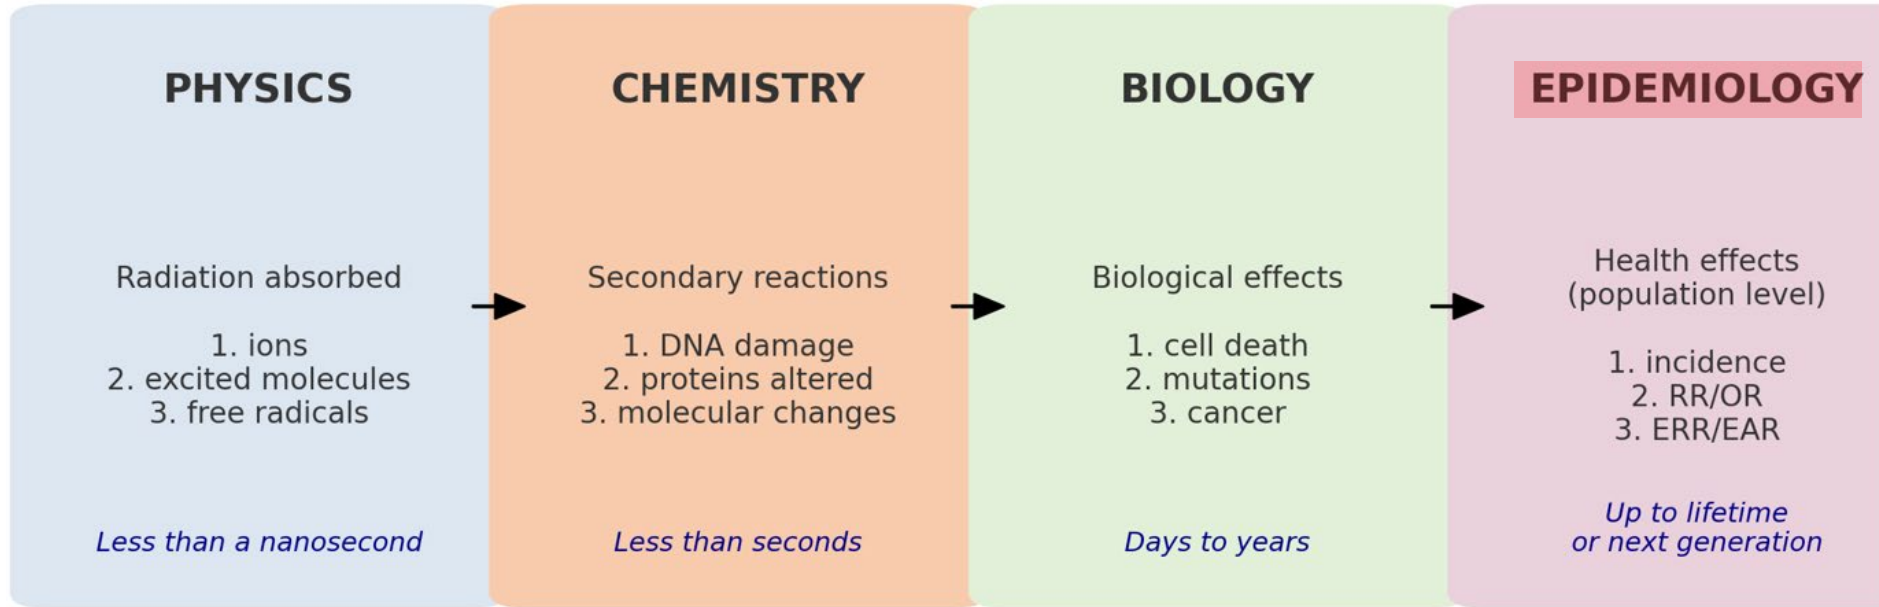 PHYSICS
Radiation absorbed
1. ions
2. excited molecules
3. free radicals
Less than a nanosecond
CHEMISTRY
Secondary reactions
1. DNA damage
2. proteins altered
3. molecular changes
Less than seconds
BIOLOGY
Biological effects
1. cell death
2. mutations
3. cancer
Days to years
EPIDEMIOLOGY
Health effects
(population level)
1. incidence
2. RR/OR
3. ERR/EAR
Up to lifetime
or next generation